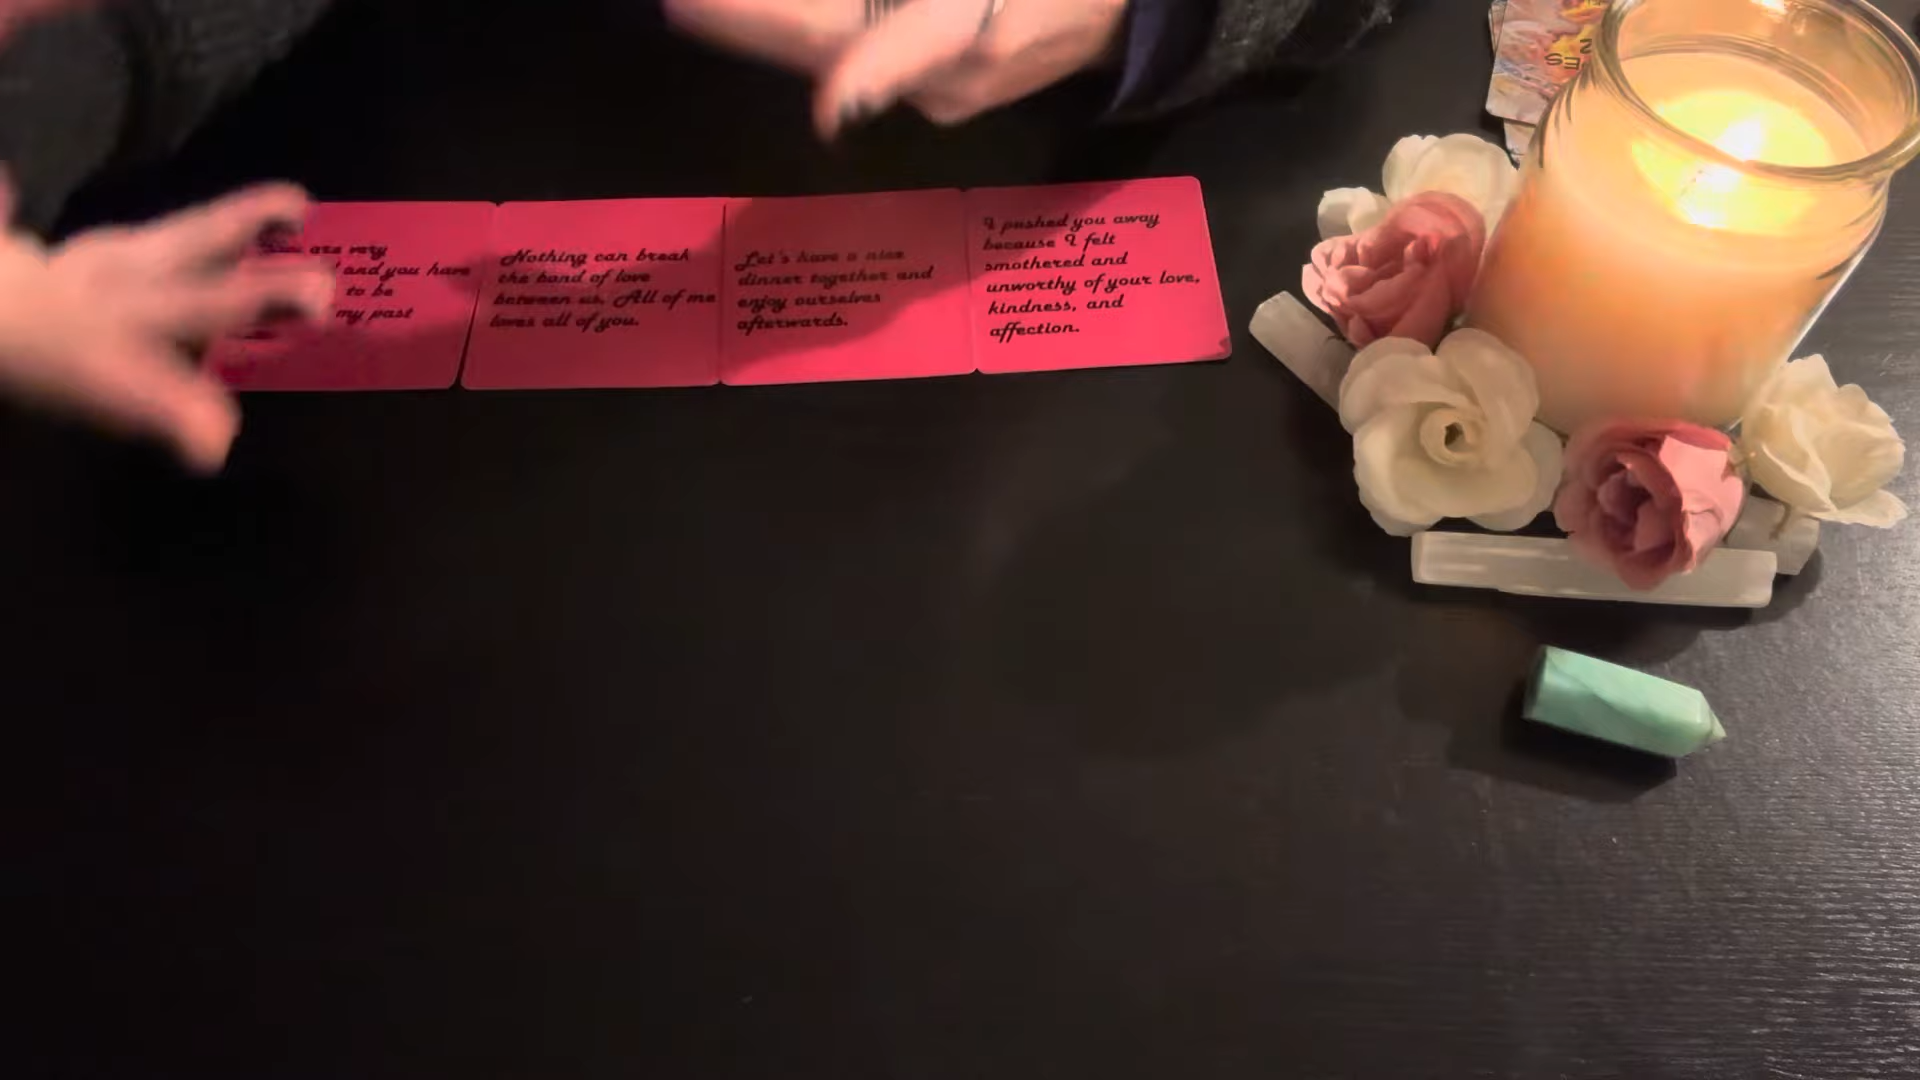 are very
and you have
to be
my past
Nothing can break
the bond of love
between us. All of me
loves all of you.
Let's have a nice
dinner together and
enjoy ourselves
afterwards.
I pushed you away
because I felt
smothered and
unworthy of your love,
kindness, and
affection.